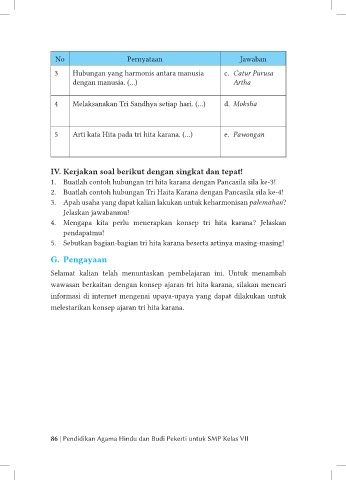 No Pernyataan Jawaban
3 Hubungan yang harmonis antara manusia c. Catur Purusa
dengan manusia. (...) Artha
4 Melaksanakan Tri Sandhya setiap hari. (...) d. Moksha
5 Arti kata Hita pada tri hita karana. (...) e. Pawongan
IV. Kerjakan soal berikut dengan singkat dan tepat!
1. Buatlah contoh hubungan tri hita karana dengan Pancasila sila ke-3!
2. Buatlah contoh hubungan Tri Haita Karana dengan Pancasila sila ke-4!
3. Apah usaha yang dapat kalian lakukan untuk keharmonisan palemahan?
Jelaskan jawabanmu!
4. Mengapa kita perlu menerapkan konsep tri hita karana? Jelaskan
pendapatmu!
5. Sebutkan bagian-bagian tri hita karana beserta artinya masing-masing!
G. Pengayaan
Selamat kalian telah menuntaskan pembelajaran ini. Untuk menambah
wawasan berkaitan dengan konsep ajaran tri hita karana, silakan mencari
informasi di internet mengenai upaya-upaya yang dapat dilakukan untuk
melestarikan konsep ajaran tri hita karana.
86 | Pendidikan Agama Hindu dan Budi Pekerti untuk SMP Kelas VII